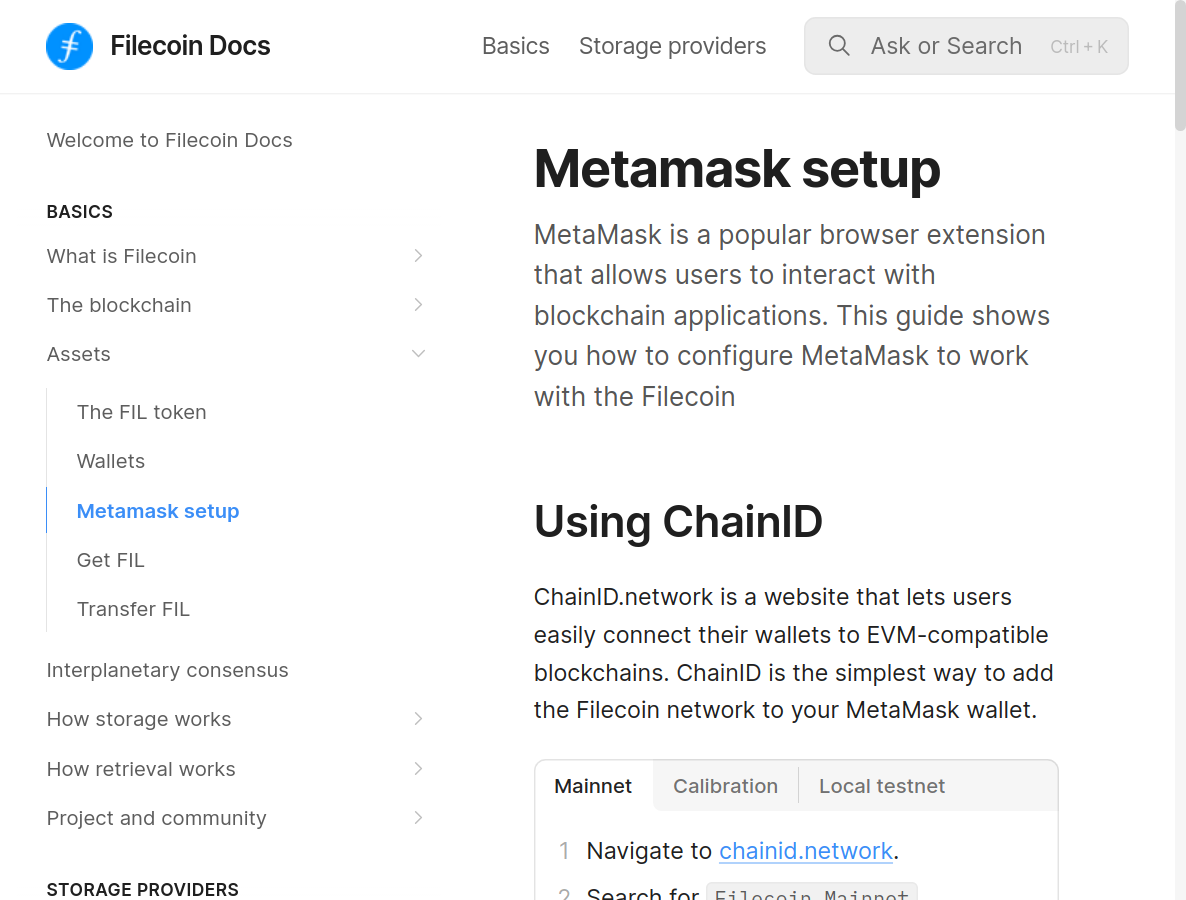 Filecoin Docs
Basics
Storage providers
Ask or Search
Ctrl + K
Welcome to Filecoin Docs
BASICS
What is Filecoin
The blockchain
Assets
The FIL token
Wallets
Metamask setup
Get FIL
Transfer FIL
Interplanetary consensus
How storage works
How retrieval works
Project and community
STORAGE PROVIDERS
Metamask setup
MetaMask is a popular browser extension
that allows users to interact with
blockchain applications. This guide shows
you how to configure MetaMask to work
with the Filecoin
Using ChainID
ChainID.network is a website that lets users
easily connect their wallets to EVM-compatible
blockchains. ChainID is the simplest way to add
the Filecoin network to your MetaMask wallet.
Mainnet
Calibration
Local testnet
1 Navigate to chainid.network.
2 Search for Filecoin Mainnet